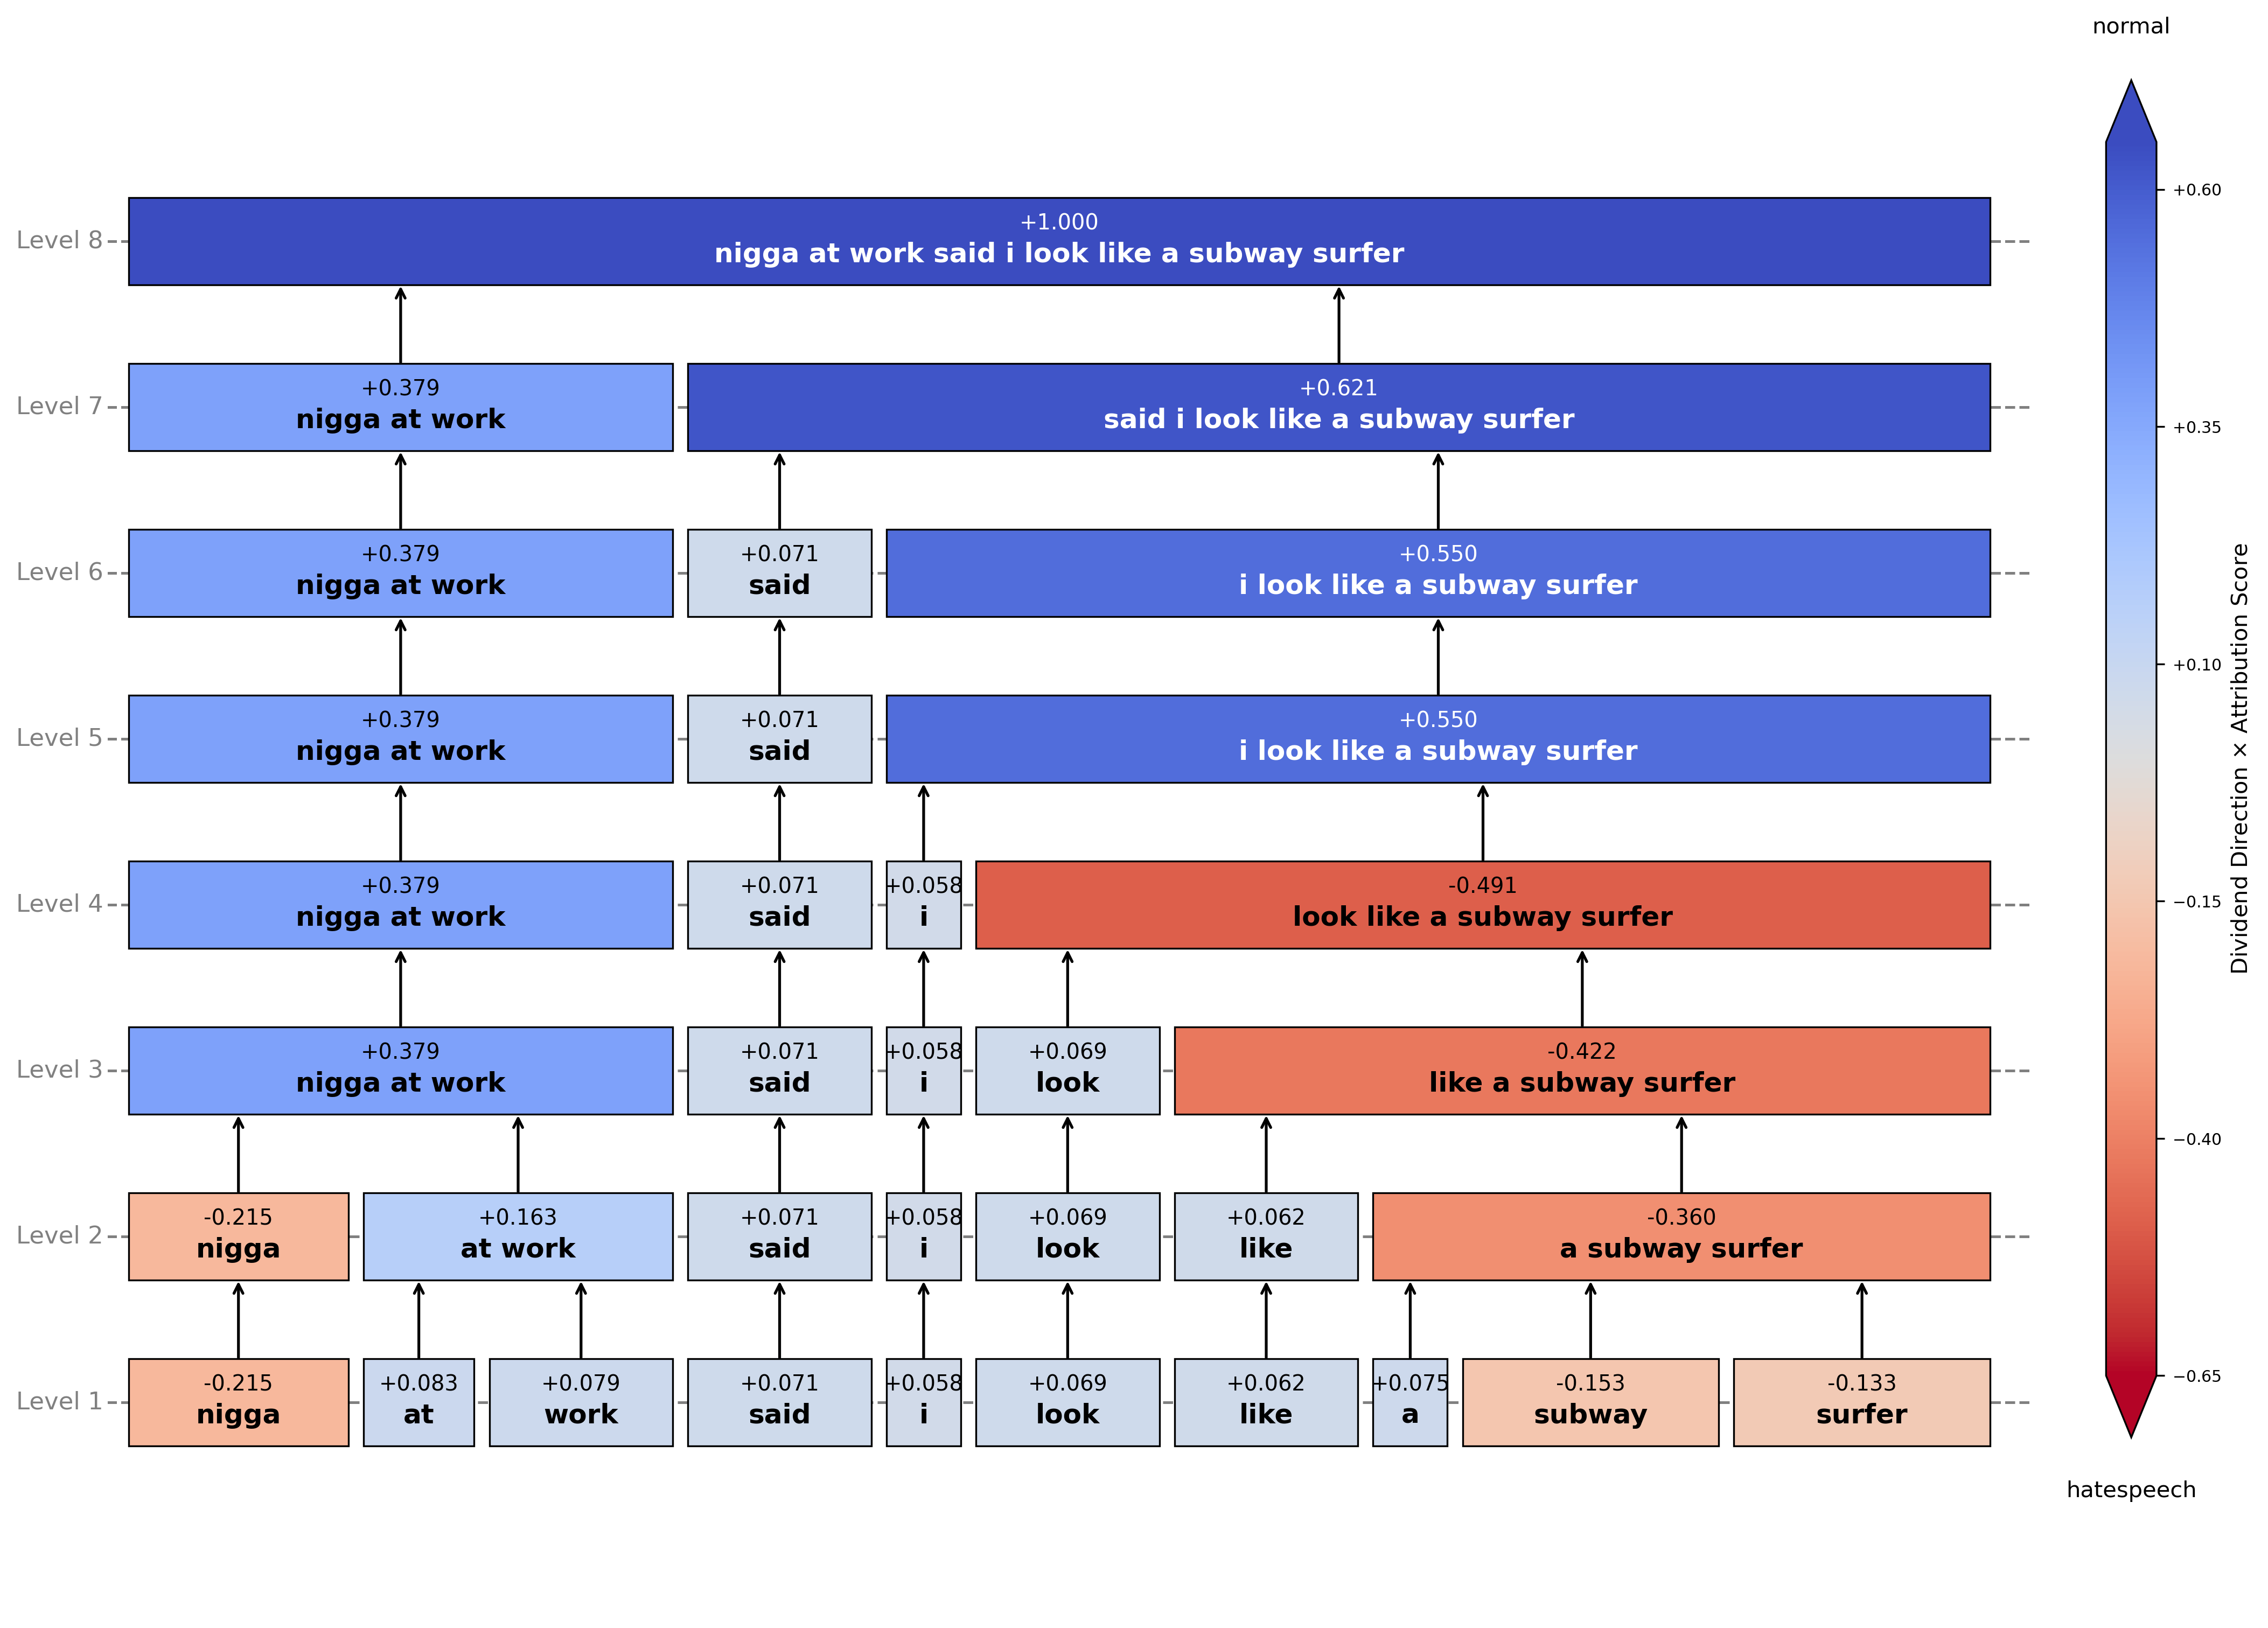 normal
Level 8
+1.000
nigga at work said i look like a subway surfer
Level 7
+0.379
nigga at work
+0.621
said i look like a subway surfer
Level 6
+0.379
nigga at work
+0.071
said
+0.550
i look like a subway surfer
Level 5
+0.379
nigga at work
+0.071
said
+0.550
i look like a subway surfer
Level 4
+0.379
nigga at work
+0.071
said
+0.058
i
-0.491
look like a subway surfer
Level 3
+0.379
nigga at work
+0.071
said
+0.058
i
+0.069
look
-0.422
like a subway surfer
Level 2
-0.215
nigga
+0.163
at work
+0.071
said
+0.058
i
+0.069
look
+0.062
like
-0.360
a subway surfer
Level 1
-0.215
nigga
+0.083
at
+0.079
work
+0.071
said
+0.058
i
+0.069
look
+0.062
like
+0.075
a
-0.153
subway
-0.133
surfer
+0.60
+0.35
+0.10
−0.15
−0.40
−0.65
Dividend Direction × Attribution Score
hatespeech